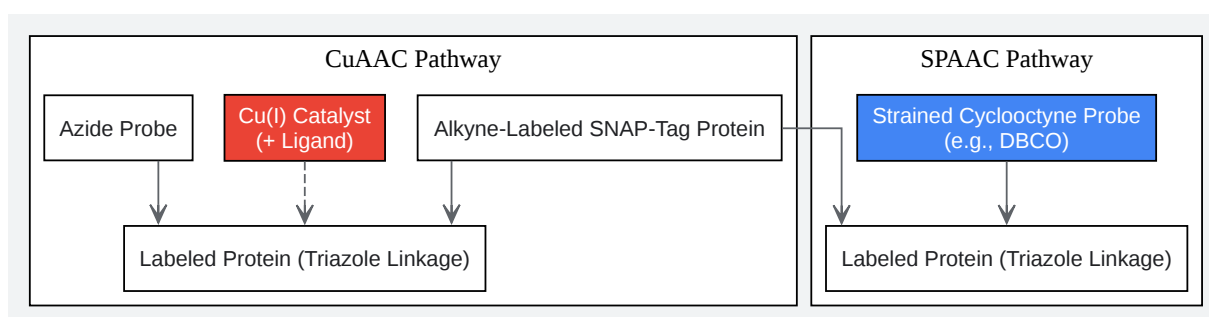 CuAAC Pathway
SPAAC Pathway
Azide Probe
Cu(I) Catalyst
(+ Ligand)
Alkyne-Labeled SNAP-Tag Protein
Strained Cyclooctyne Probe
(e.g., DBCO)
Labeled Protein (Triazole Linkage)
Labeled Protein (Triazole Linkage)